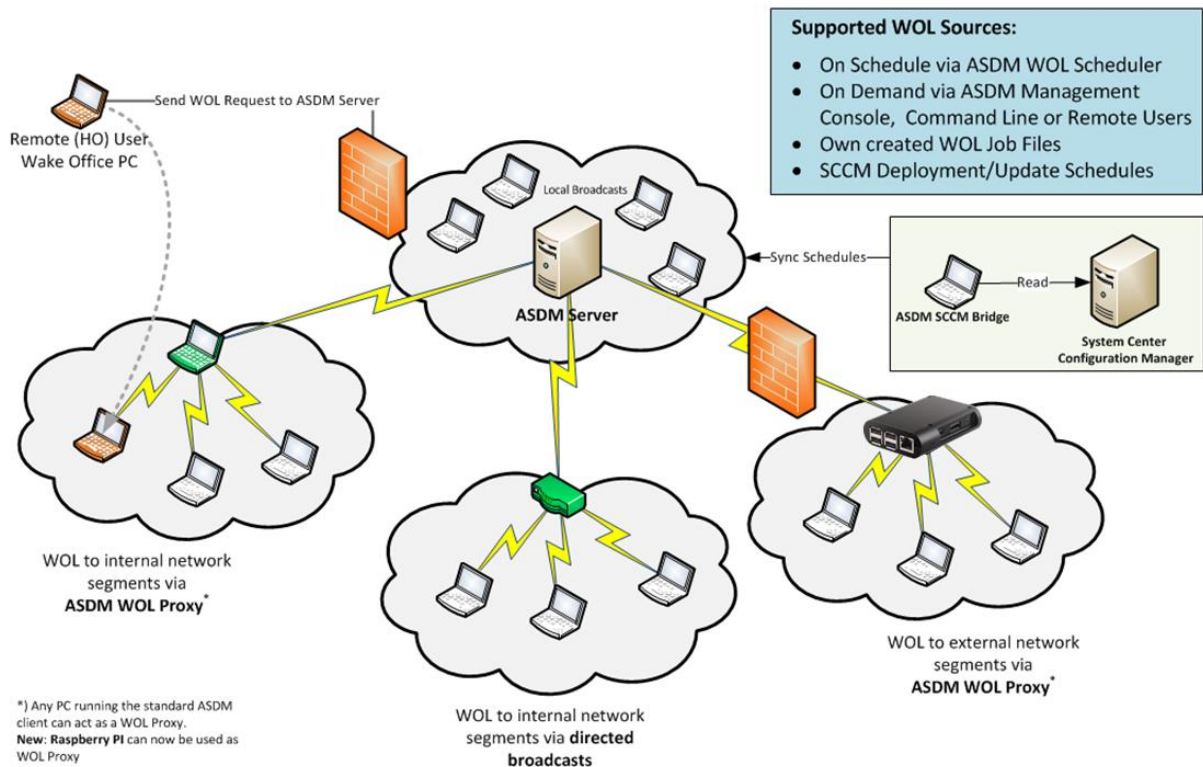 Supported WOL Sources:
• On Schedule via ASDM WOL Scheduler
• On Demand via ASDM Management
Console, Command Line or Remote Users
• Own created WOL Job Files
• SCCM Deployment/Update Schedules
Send WOL Request to ASDM Server
Remote (HO) User
Wake Office PC
Local Broadcasts
ASDM Server
Sync Schedules
Read
ASDM SCCM Bridge
System Center
Configuration Manager
WOL to internal network
segments via
ASDM WOL Proxy*
WOL to internal network
segments via directed
broadcasts
WOL to external network
segments via
ASDM WOL Proxy*
*) Any PC running the standard ASDM
client can act as a WOL Proxy.
New: Raspberry PI can now be used as
WOL Proxy